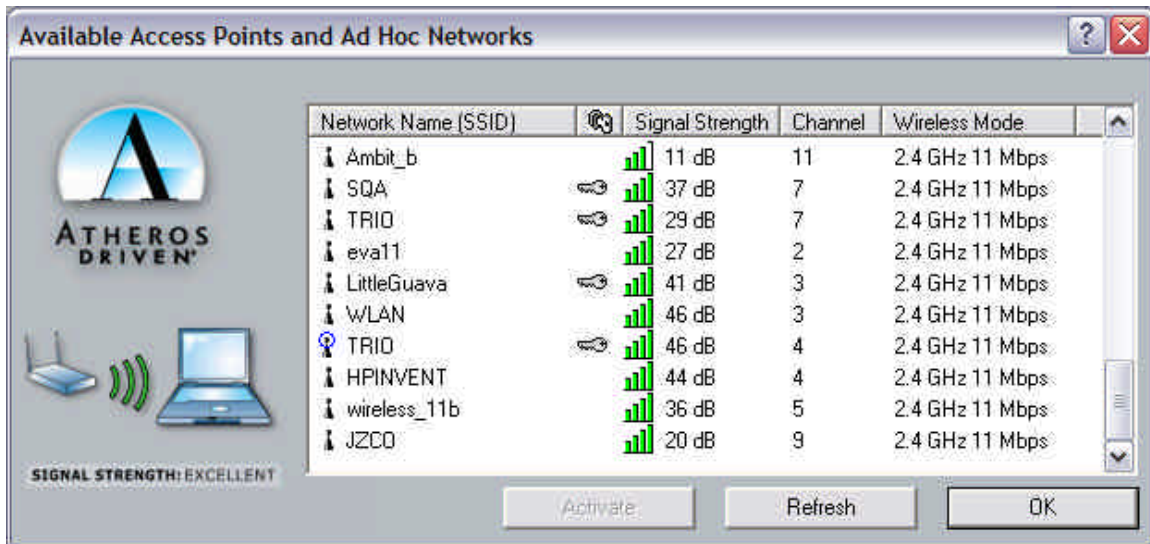 Available Access Points and Ad Hoc Networks
Network Name (SSID) Signal Strength Channel Wireless Mode
Ambit_b 11 dB 11 2.4 GHz 11 Mbps
SQA 37 dB 7 2.4 GHz 11 Mbps
TRIO 29 dB 7 2.4 GHz 11 Mbps
eva11 27 dB 2 2.4 GHz 11 Mbps
LittleGuava 41 dB 3 2.4 GHz 11 Mbps
WLAN 46 dB 3 2.4 GHz 11 Mbps
TRIO 46 dB 4 2.4 GHz 11 Mbps
HPINVENT 44 dB 4 2.4 GHz 11 Mbps
wireless_11b 36 dB 5 2.4 GHz 11 Mbps
JZCO 20 dB 9 2.4 GHz 11 Mbps
ATHEROS
DRIVEN®
SIGNAL STRENGTH: EXCELLENT
Activate Refresh OK